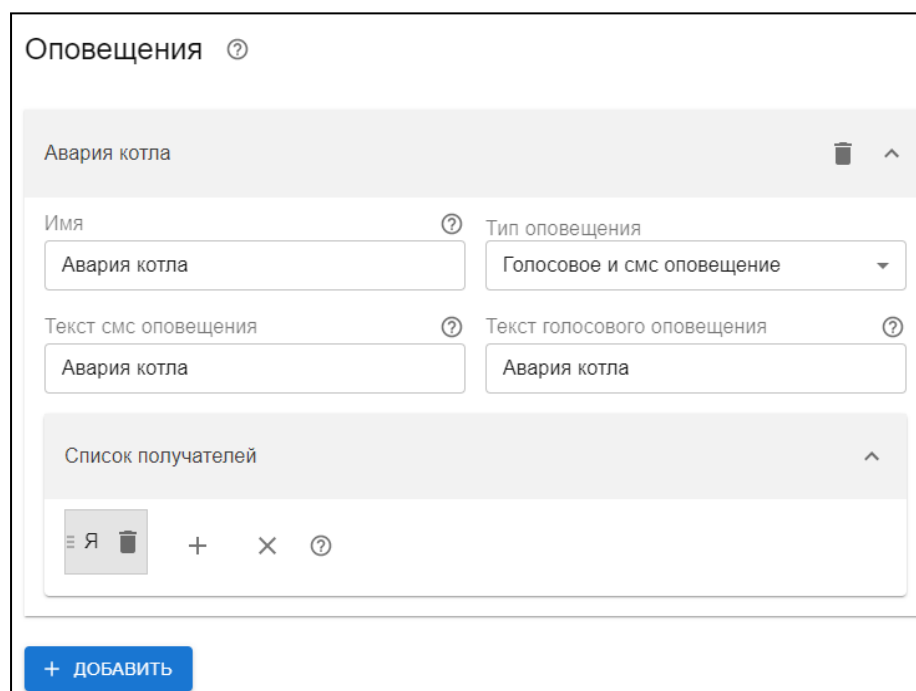 Оповещения
Авария котла
Имя
Тип оповещения
Авария котла
Голосовое и смс оповещение
Текст смс оповещения
Текст голосового оповещения
Авария котла
Авария котла
Список получателей
Я
+ ДОБАВИТЬ